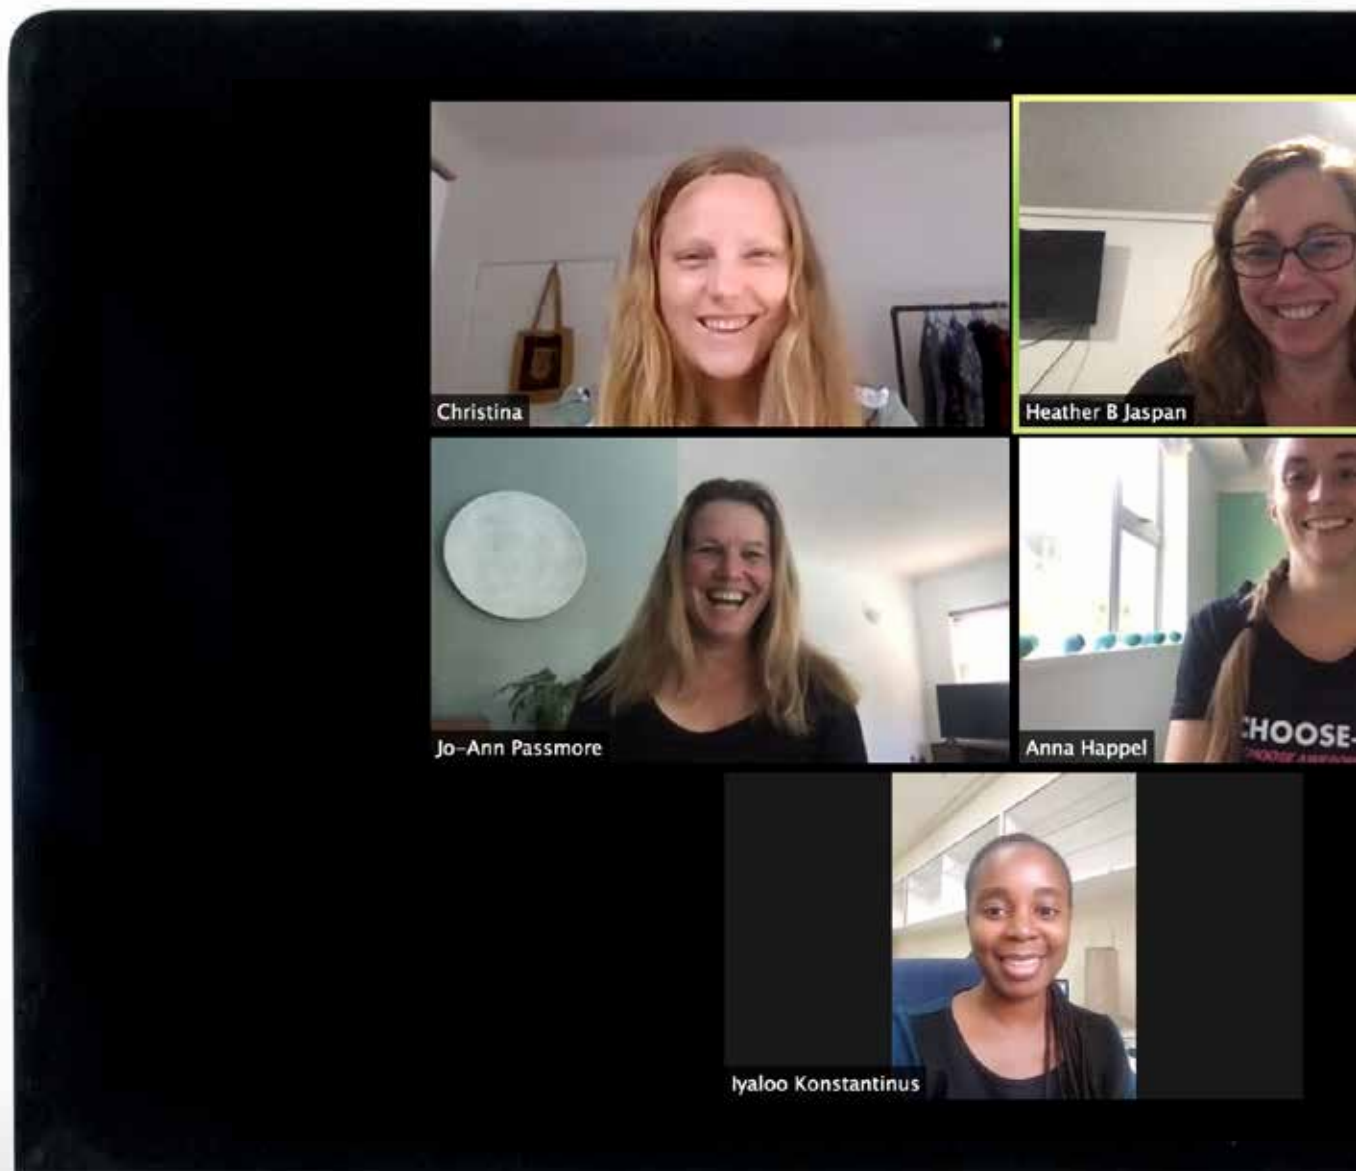 Christina
Heather B Jaspan
Jo-Ann Passmore
Anna Happel
CHOOSE-
Iyaloo Konstantinus